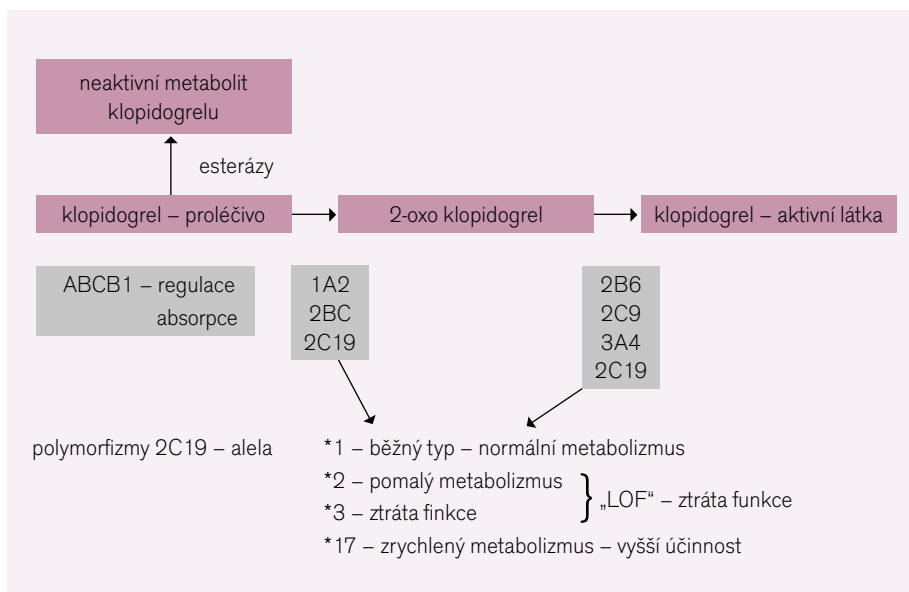 neaktivní metabolit
klopidogrelu
esterázy
klopidogrel – proléčivo
2-oxo klopidogrel
klopidogrel – aktivní látka
ABCB1 – regulace
absorpce
1A2
2BC
2C19
2B6
2C9
3A4
2C19
polymorfizmy 2C19 – alela
*1 – běžný typ – normální metabolizmus
*2 – pomalý metabolizmus
*3 – ztráta finkce
„LOF“ – ztráta funkce
*17 – zrychlený metabolizmus – vyšší účinnost